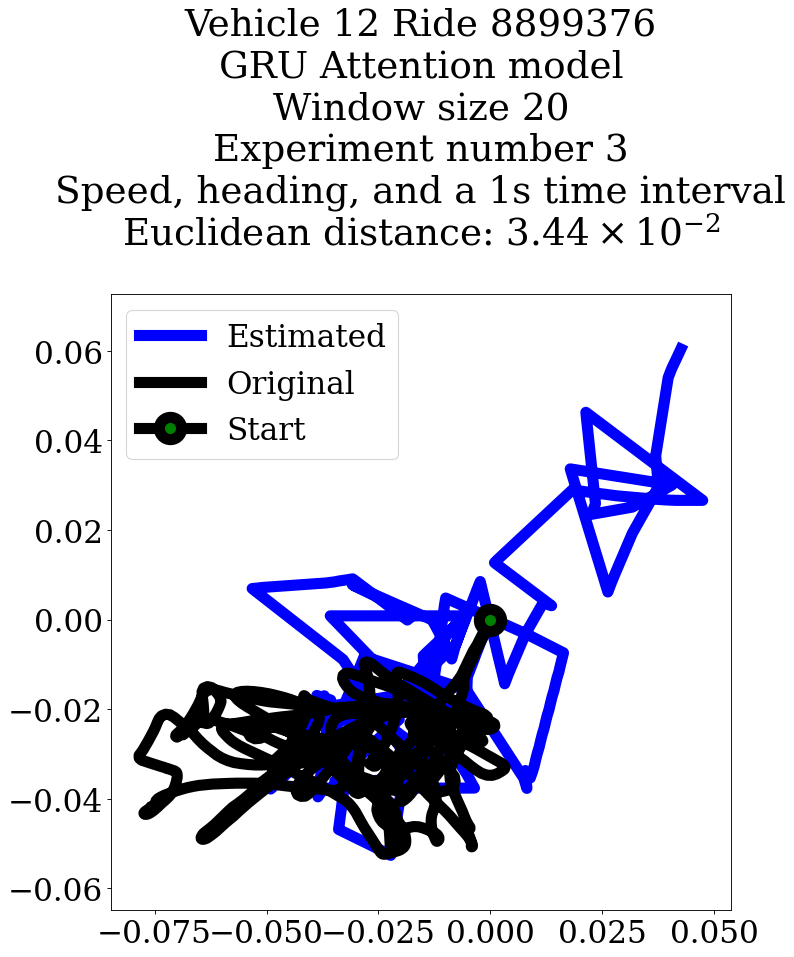 Vehicle 12 Ride 8899376
GRU Attention model
Window size 20
Experiment number 3
Speed, heading, and a 1s time interval
Euclidean distance: 3.44 × 10⁻²
Estimated
Original
Start
0.06
0.04
0.02
0.00
−0.02
−0.04
−0.06
−0.075 −0.050 −0.025 0.000 0.025 0.050